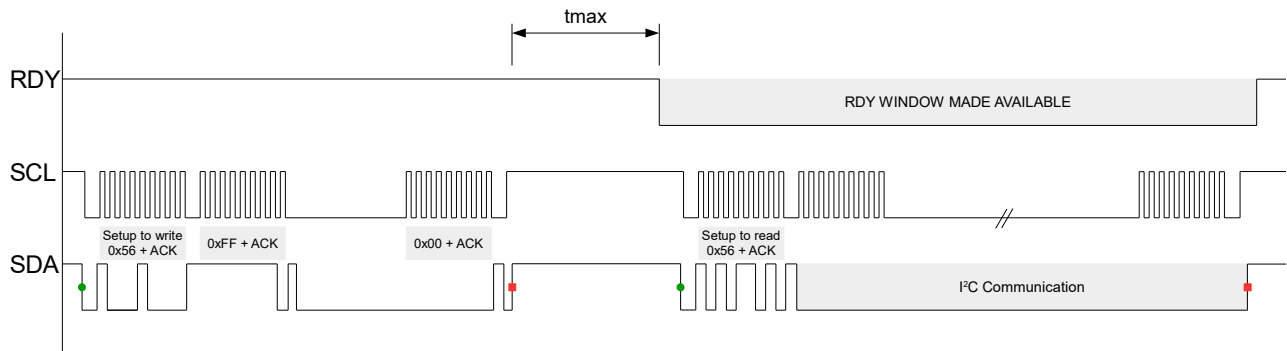 tmax
RDY
RDY WINDOW MADE AVAILABLE
SCL
Setup to write
0x56 + ACK
0xFF + ACK
0x00 + ACK
Setup to read
0x56 + ACK
SDA
I²C Communication